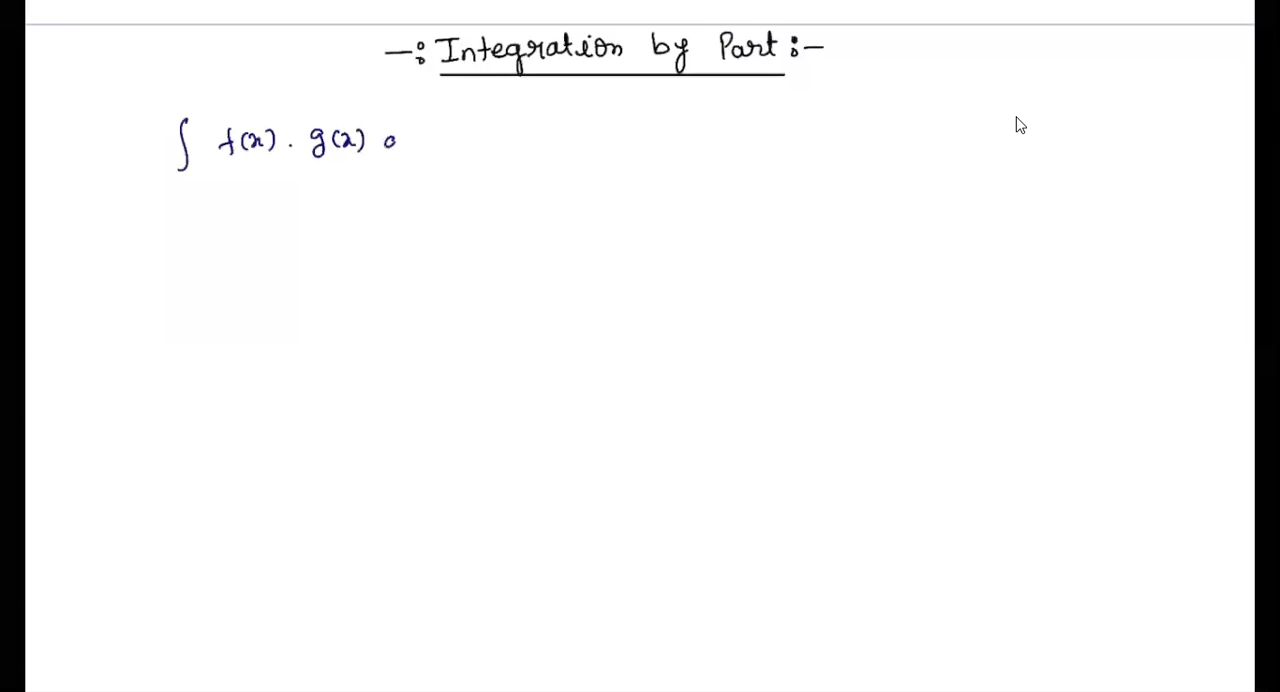 —: Integration by Part :—
∫ f(x) . g(x)